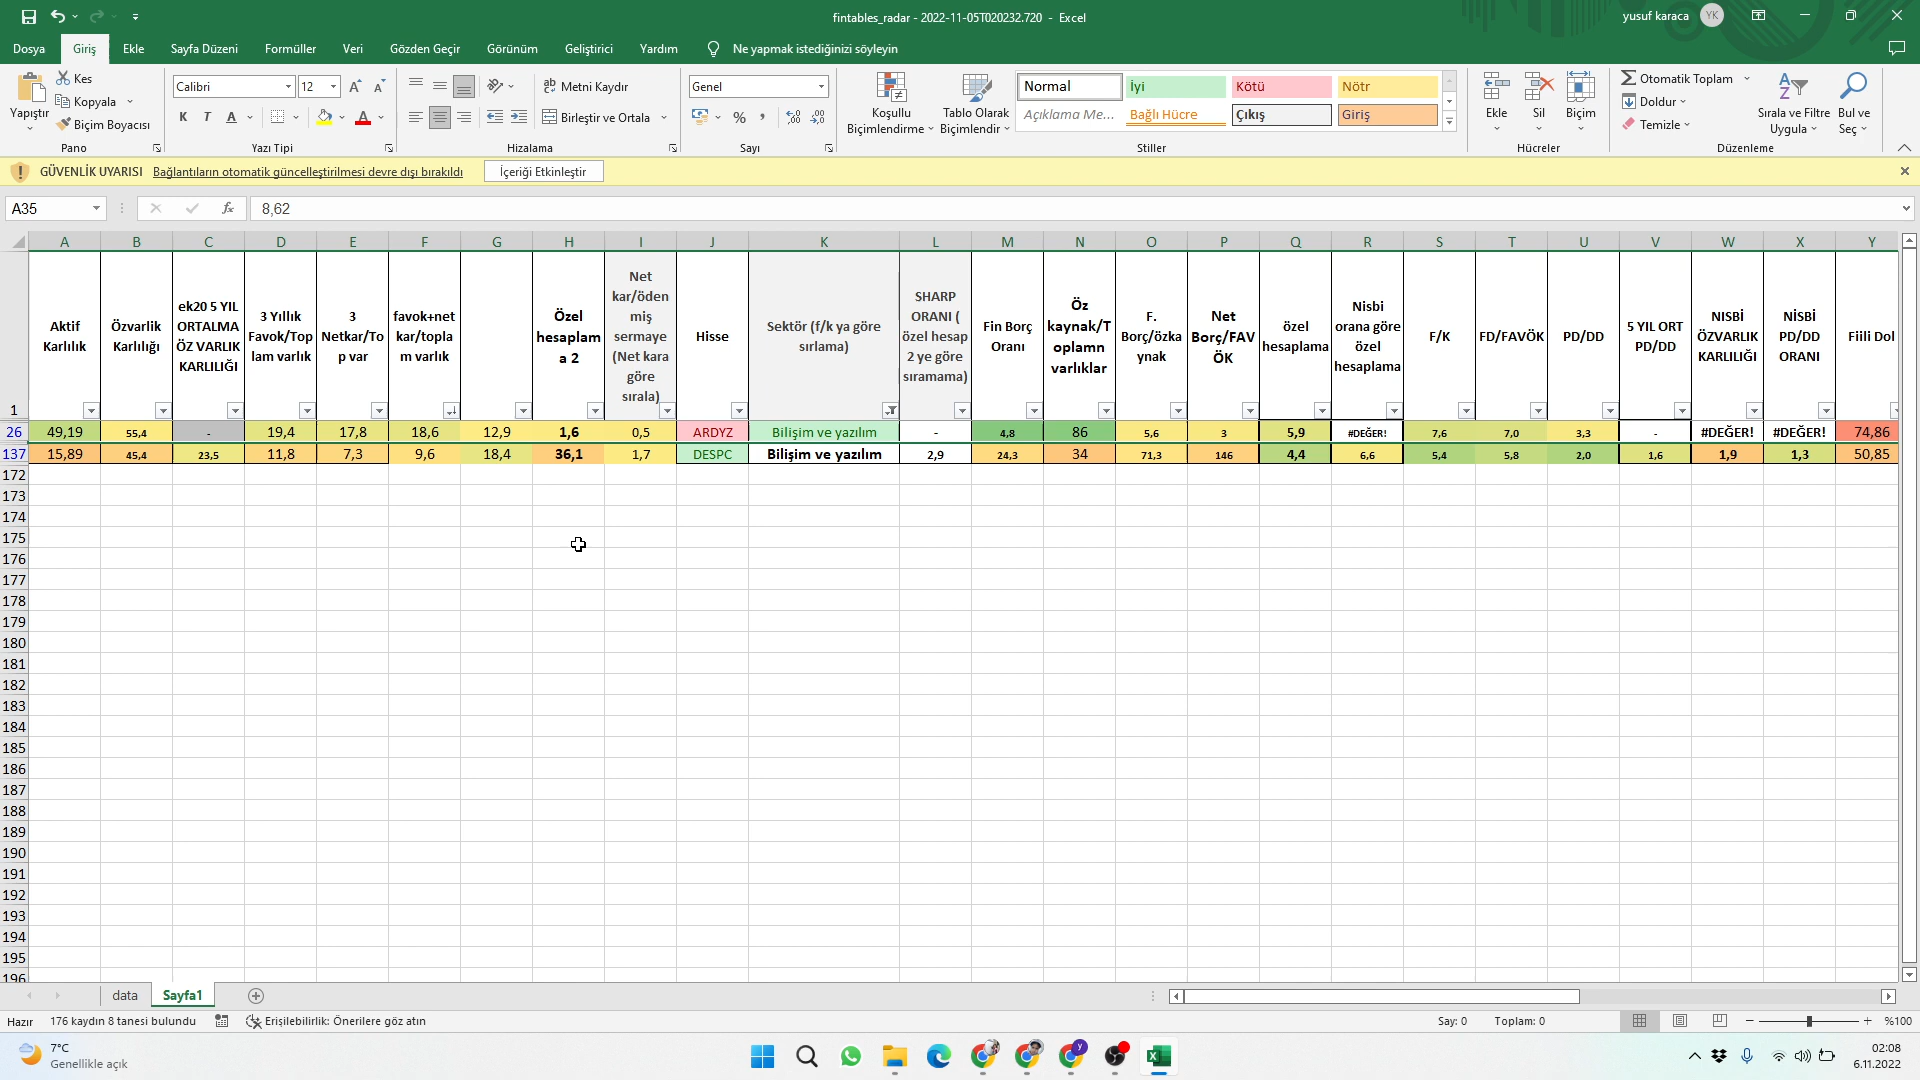 fintables_radar - 2022-11-05T020232.720 - Excel
yusuf karaca YK
Dosya Giriş Ekle Sayfa Düzeni Formüller Veri Gözden Geçir Görünüm Geliştirici Yardım Ne yapmak istediğinizi söyleyin
Yapıştır
Kes
Kopyala
Biçim Boyacısı
Pano
Calibri 12
K T A
Yazı Tipi
Metni Kaydır
Birleştir ve Ortala
Hizalama
Genel
Sayı
Koşullu Biçimlendirme
Tablo Olarak Biçimlendir
Normal İyi Kötü Nötr
Açıklama Me... Bağlı Hücre Çıkış Giriş
Stiller
Ekle Sil Biçim
Hücreler
Otomatik Toplam
Doldur
Temizle
Sırala ve Filtre Uygula
Bul ve Seç
Düzenleme
GÜVENLİK UYARISI Bağlantıların otomatik güncelleştirilmesi devre dışı bırakıldı İçeriği Etkinleştir
A35 fx 8,62
A B C D E F G H I J K L M N O P Q R S T U V W X Y
1
Aktif Karlılık
Özvarlik Karlılığı
ek20 5 YIL ORTALMA ÖZ VARLIK KARLILIĞI
3 Yıllık Favok/Top lam varlık
3 Netkar/To p var
favok+net kar/topla m varlık
Özel hesaplam a 2
Net kar/öden miş sermaye (Net kara göre sırala)
Hisse
Sektör (f/k ya göre sırlama)
SHARP ORANI ( özel hesap 2 ye göre sıramama)
Fin Borç Oranı
Öz kaynak/T oplamn varlıklar
F. Borç/özka ynak
Net Borç/FAV ÖK
özel hesaplama
Nisbi orana göre özel hesaplama
F/K
FD/FAVÖK
PD/DD
5 YIL ORT PD/DD
NISBİ ÖZVARLIK KARLILIĞI
NİSBİ PD/DD ORANI
Fiili Dol
26 49,19 55,4 - 19,4 17,8 18,6 12,9 1,6 0,5 ARDYZ Bilişim ve yazılım - 4,8 86 5,6 3 5,9 #DEĞER! 7,6 7,0 3,3 - #DEĞER! #DEĞER! 74,86
137 15,89 45,4 23,5 11,8 7,3 9,6 18,4 36,1 1,7 DESPC Bilişim ve yazılım 2,9 24,3 34 71,3 146 4,4 6,6 5,4 5,8 2,0 1,6 1,9 1,3 50,85
172
173
174
175
176
177
178
179
180
181
182
183
184
185
186
187
188
189
190
191
192
193
194
195
196
data Sayfa1
Hazır 176 kaydın 8 tanesi bulundu Erişilebilirlik: Önerilere göz atın Say: 0 Toplam: 0 %100
7°C
Genellikle açık
02:08
6.11.2022